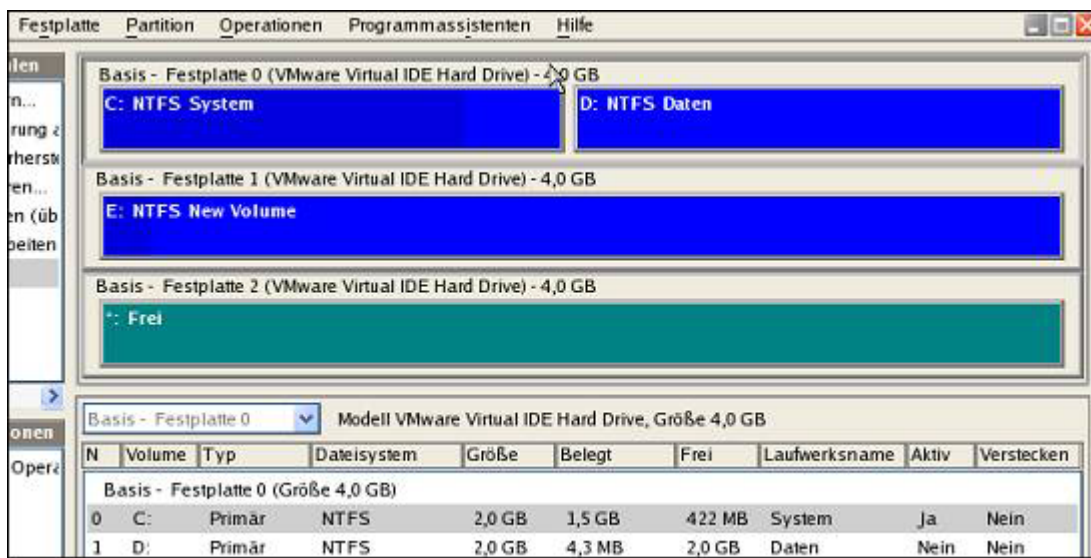 Festplatte Partition Operationen Programmassistenten Hilfe
Basis - Festplatte 0 (VMware Virtual IDE Hard Drive) - 4,0 GB
C: NTFS System D: NTFS Daten
Basis - Festplatte 1 (VMware Virtual IDE Hard Drive) - 4,0 GB
E: NTFS New Volume
Basis - Festplatte 2 (VMware Virtual IDE Hard Drive) - 4,0 GB
*: Frei
Basis - Festplatte 0 Modell VMware Virtual IDE Hard Drive, Größe 4,0 GB
N Volume Typ Dateisystem Größe Belegt Frei Laufwerksname Aktiv Verstecken
Basis - Festplatte 0 (Größe 4,0 GB)
0 C: Primär NTFS 2,0 GB 1,5 GB 422 MB System Ja Nein
1 D: Primär NTFS 2,0 GB 4,3 MB 2,0 GB Daten Nein Nein